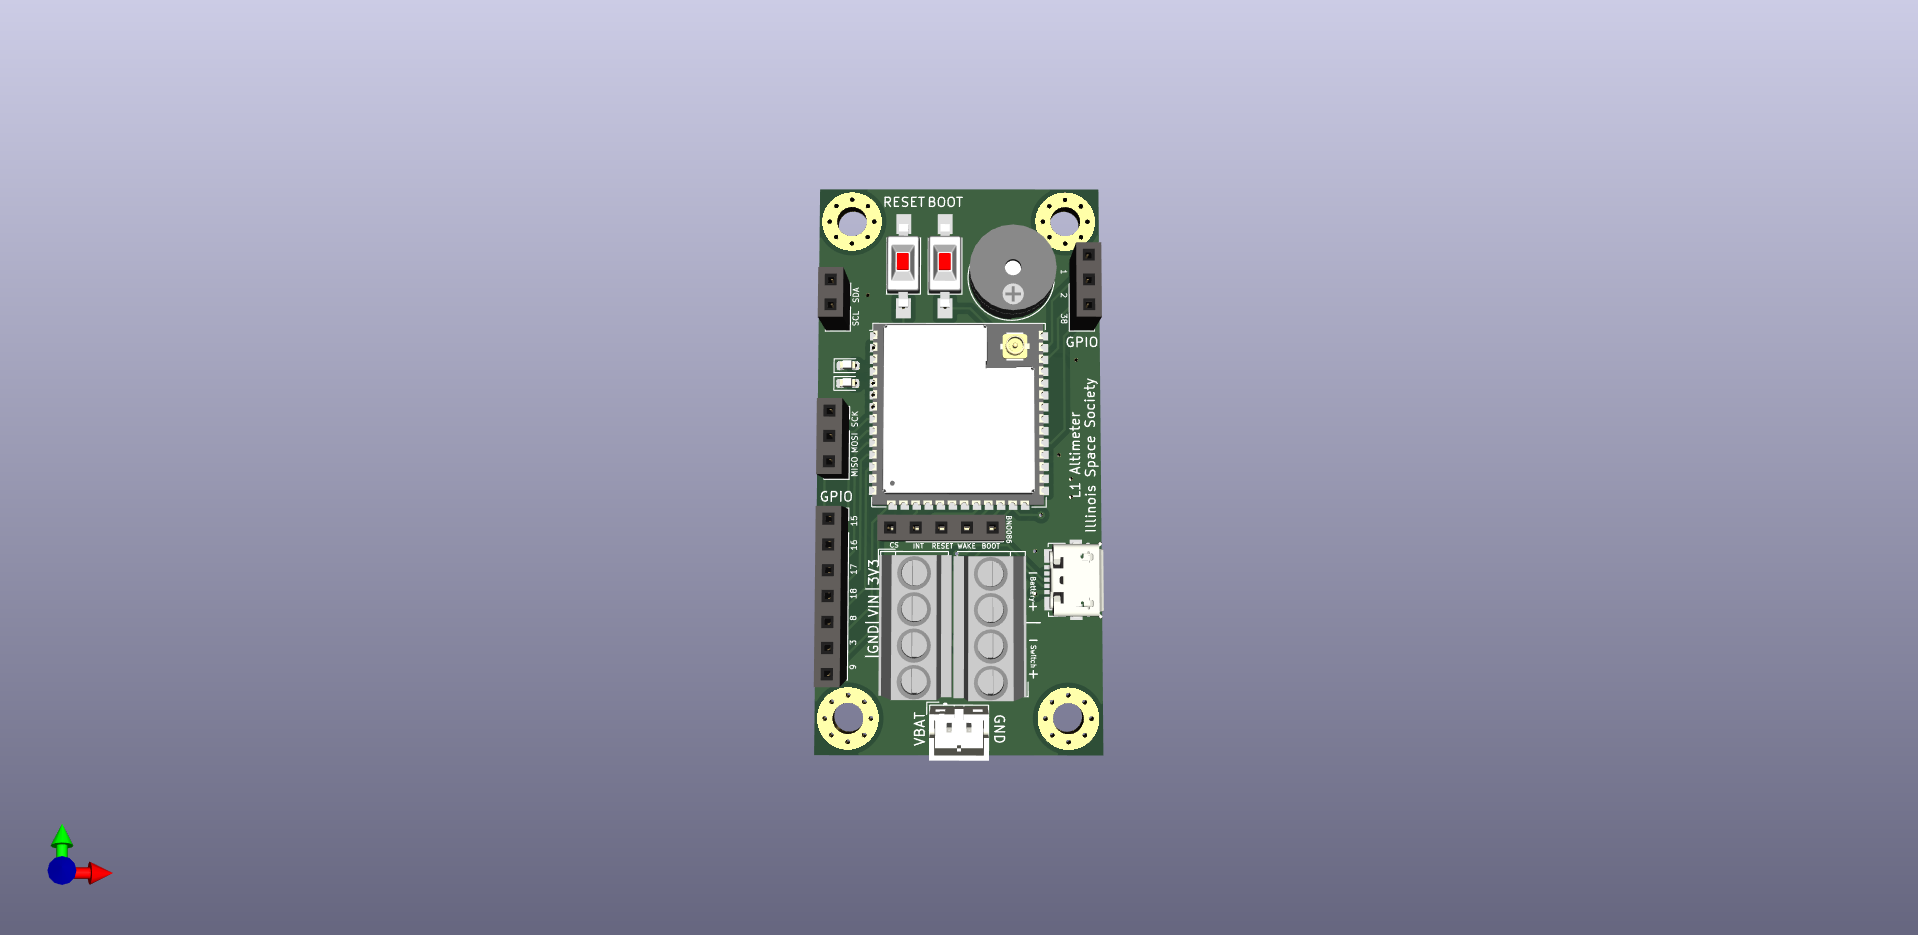 RESET BOOT
SDA
SCL
1
2
38
GPIO
SCK
MOSI
MISO
L1 Altimeter
Illinois Space Society
GPIO
15
16
17
18
8
3
9
BNO086
CS INT RESET WAKE BOOT
3V3
VIN
GND
- Battery +
- Switch +
VBAT
GND